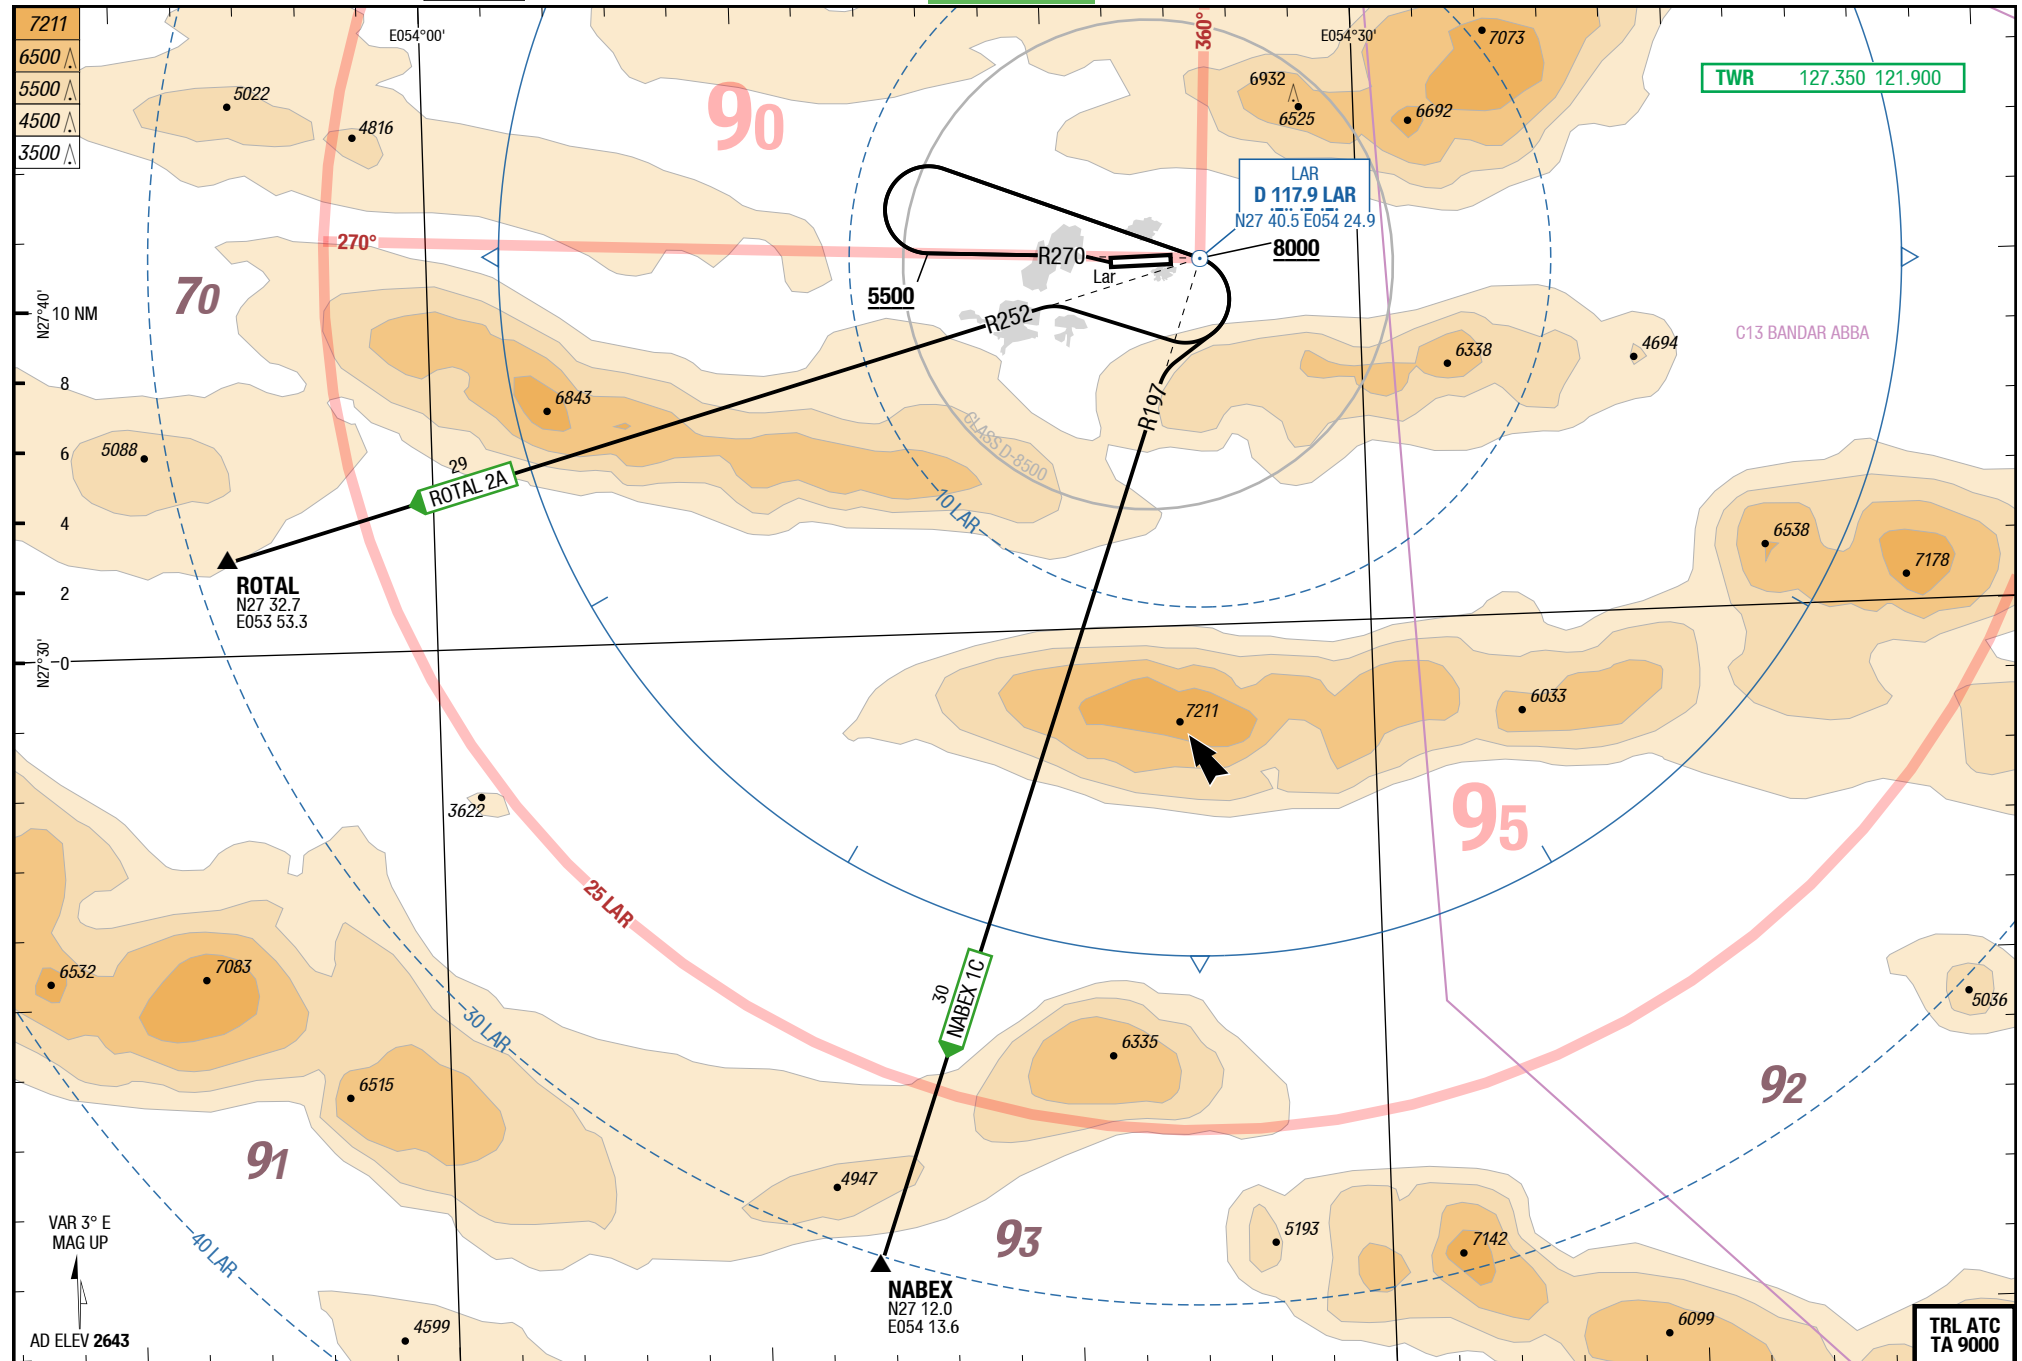 7211
6500
5500
4500
3500
E054°00'
360°
E054°30'
7073
TWR 127.350 121.900
5022
4816
90
6932
6525
6692
LAR
D 117.9 LAR
N27 40.5 E054 24.9
8000
270°
R270
Lar
70
5500
N27°40'
10 NM
R252
C13 BANDAR ABBA
6338
4694
8
6843
R197
CLASS D-8500
5088
6
29
ROTAL 2A
10 LAR
4
6538
7178
ROTAL
N27 32.7
E053 53.3
2
N27°30'
0
7211
6033
3622
95
25 LAR
6532
7083
30
NABEX 1C
5036
30 LAR
6335
6515
92
91
4947
93
5193
7142
VAR 3° E
MAG UP
40 LAR
NABEX
N27 12.0
E054 13.6
4599
6099
AD ELEV 2643
TRL ATC
TA 9000